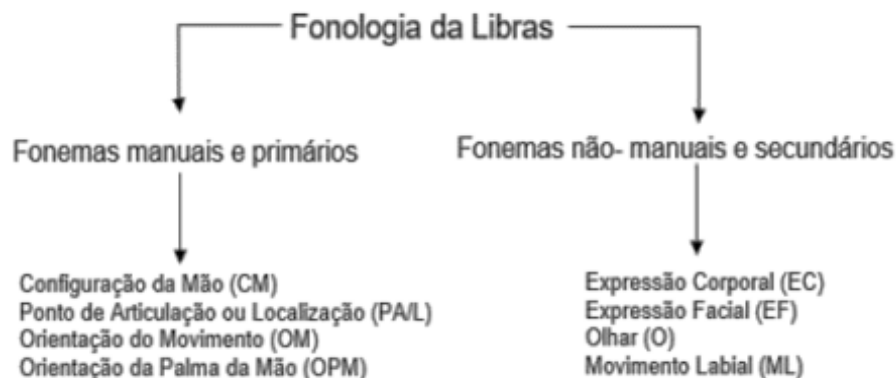 Fonologia da Libras
Fonemas manuais e primários
Fonemas não- manuais e secundários
Configuração da Mão (CM)
Ponto de Articulação ou Localização (PA/L)
Orientação do Movimento (OM)
Orientação da Palma da Mão (OPM)
Expressão Corporal (EC)
Expressão Facial (EF)
Olhar (O)
Movimento Labial (ML)